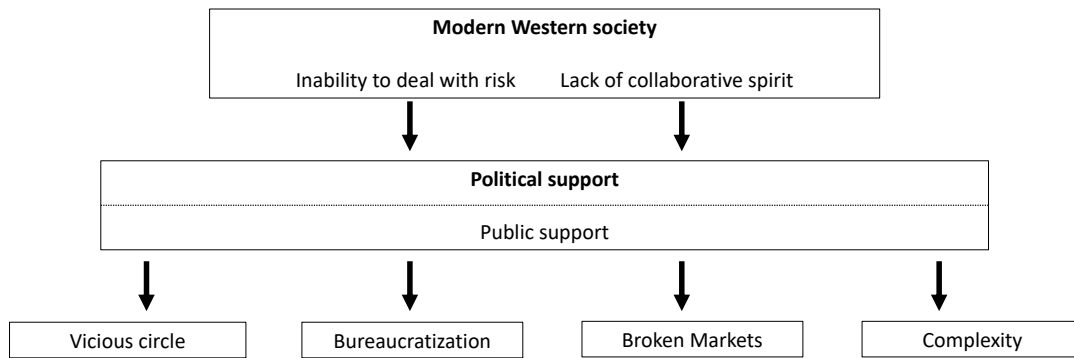 Modern Western society
Inability to deal with risk Lack of collaborative spirit
Political support
Public support
Vicious circle Bureaucratization Broken Markets Complexity